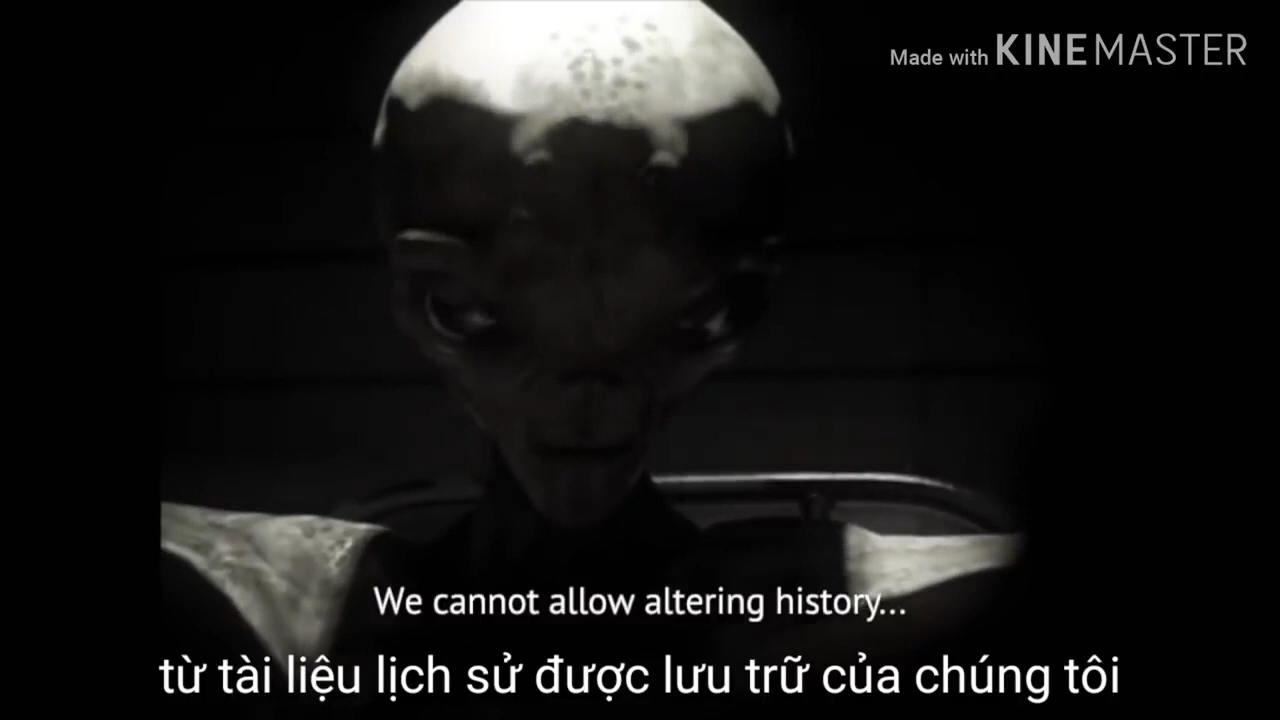 Made with KINEMASTER
We cannot allow altering history...
từ tài liệu lịch sử được lưu trữ của chúng tôi